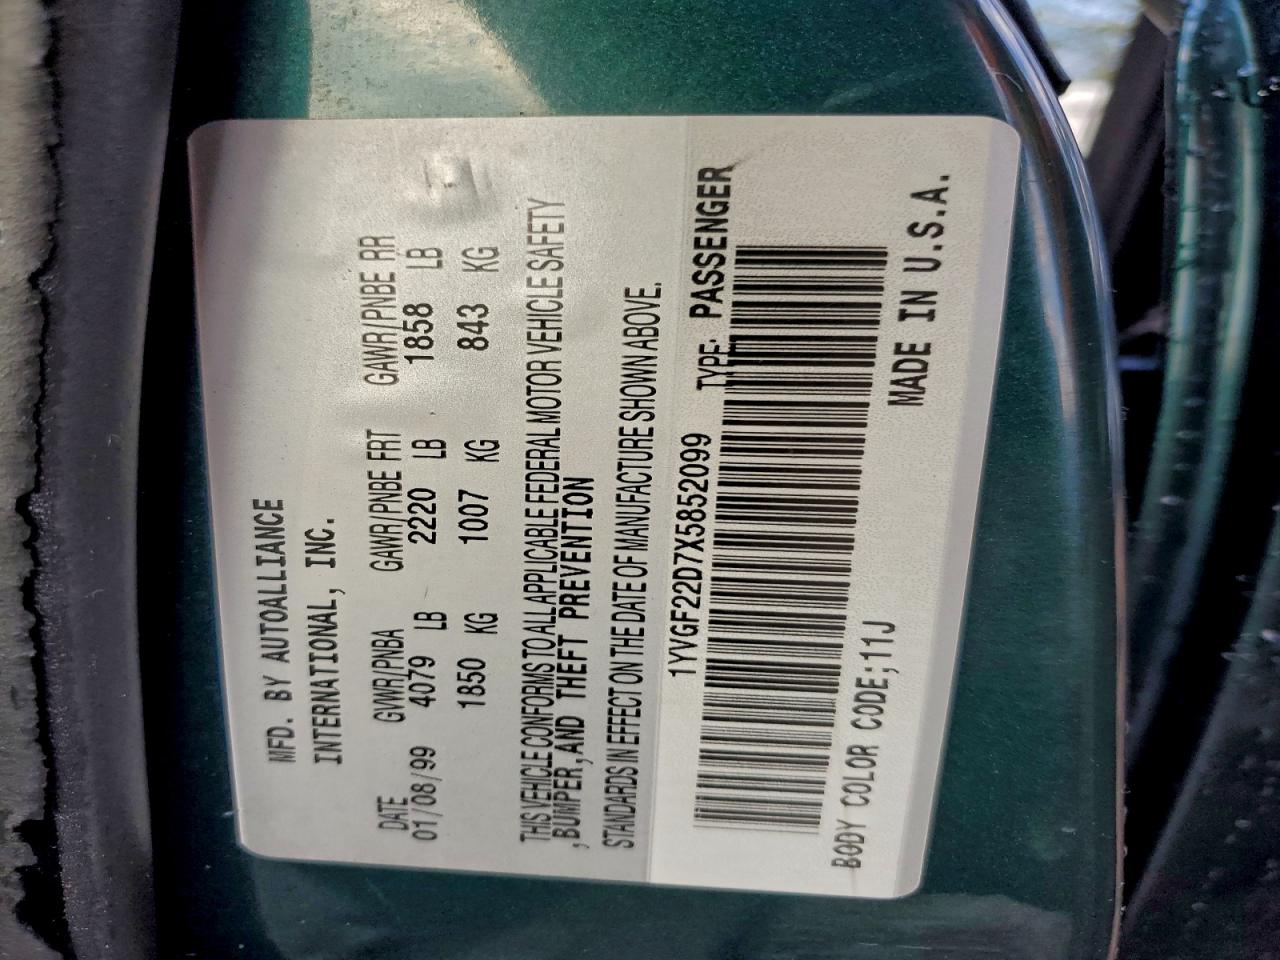 MFD. BY AUTOALLIANCE
INTERNATIONAL, INC.
DATE GVWR/PNBA GAWR/PNBE FRT GAWR/PNBE RR
01/08/99 4079 LB 2220 LB 1858 LB
1850 KG 1007 KG 843 KG
THIS VEHICLE CONFORMS TO ALL APPLICABLE FEDERAL MOTOR VEHICLE SAFETY
,BUMPER,AND THEFT PREVENTION
STANDARDS IN EFFECT ON THE DATE OF MANUFACTURE SHOWN ABOVE.
1YVGF22D7X5852099 TYPE: PASSENGER
BODY COLOR CODE;11J MADE IN U.S.A.